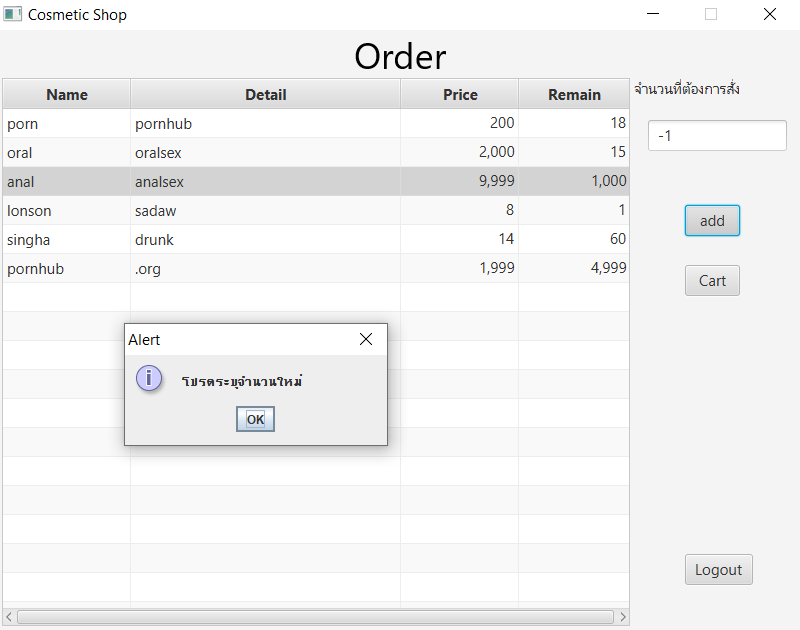 Cosmetic Shop
Order
Name Detail Price Remain
จำนวนที่ต้องการสั่ง
porn pornhub 200 18
-1
oral oralsex 2,000 15
anal analsex 9,999 1,000
lonson sadaw 8 1
add
singha drunk 14 60
pornhub .org 1,999 4,999
Cart
Alert
โปรดระบุจำนวนใหม่
OK
Logout